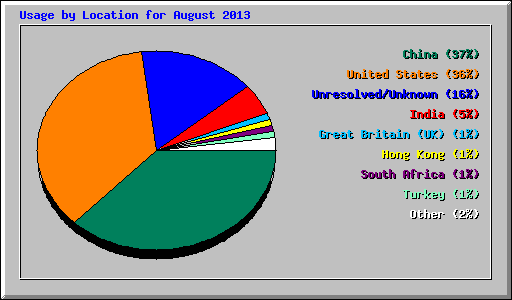 Usage by Location for August 2013
China (37%)
United States (36%)
Unresolved/Unknown (16%)
India (5%)
Great Britain (UK) (1%)
Hong Kong (1%)
South Africa (1%)
Turkey (1%)
Other (2%)